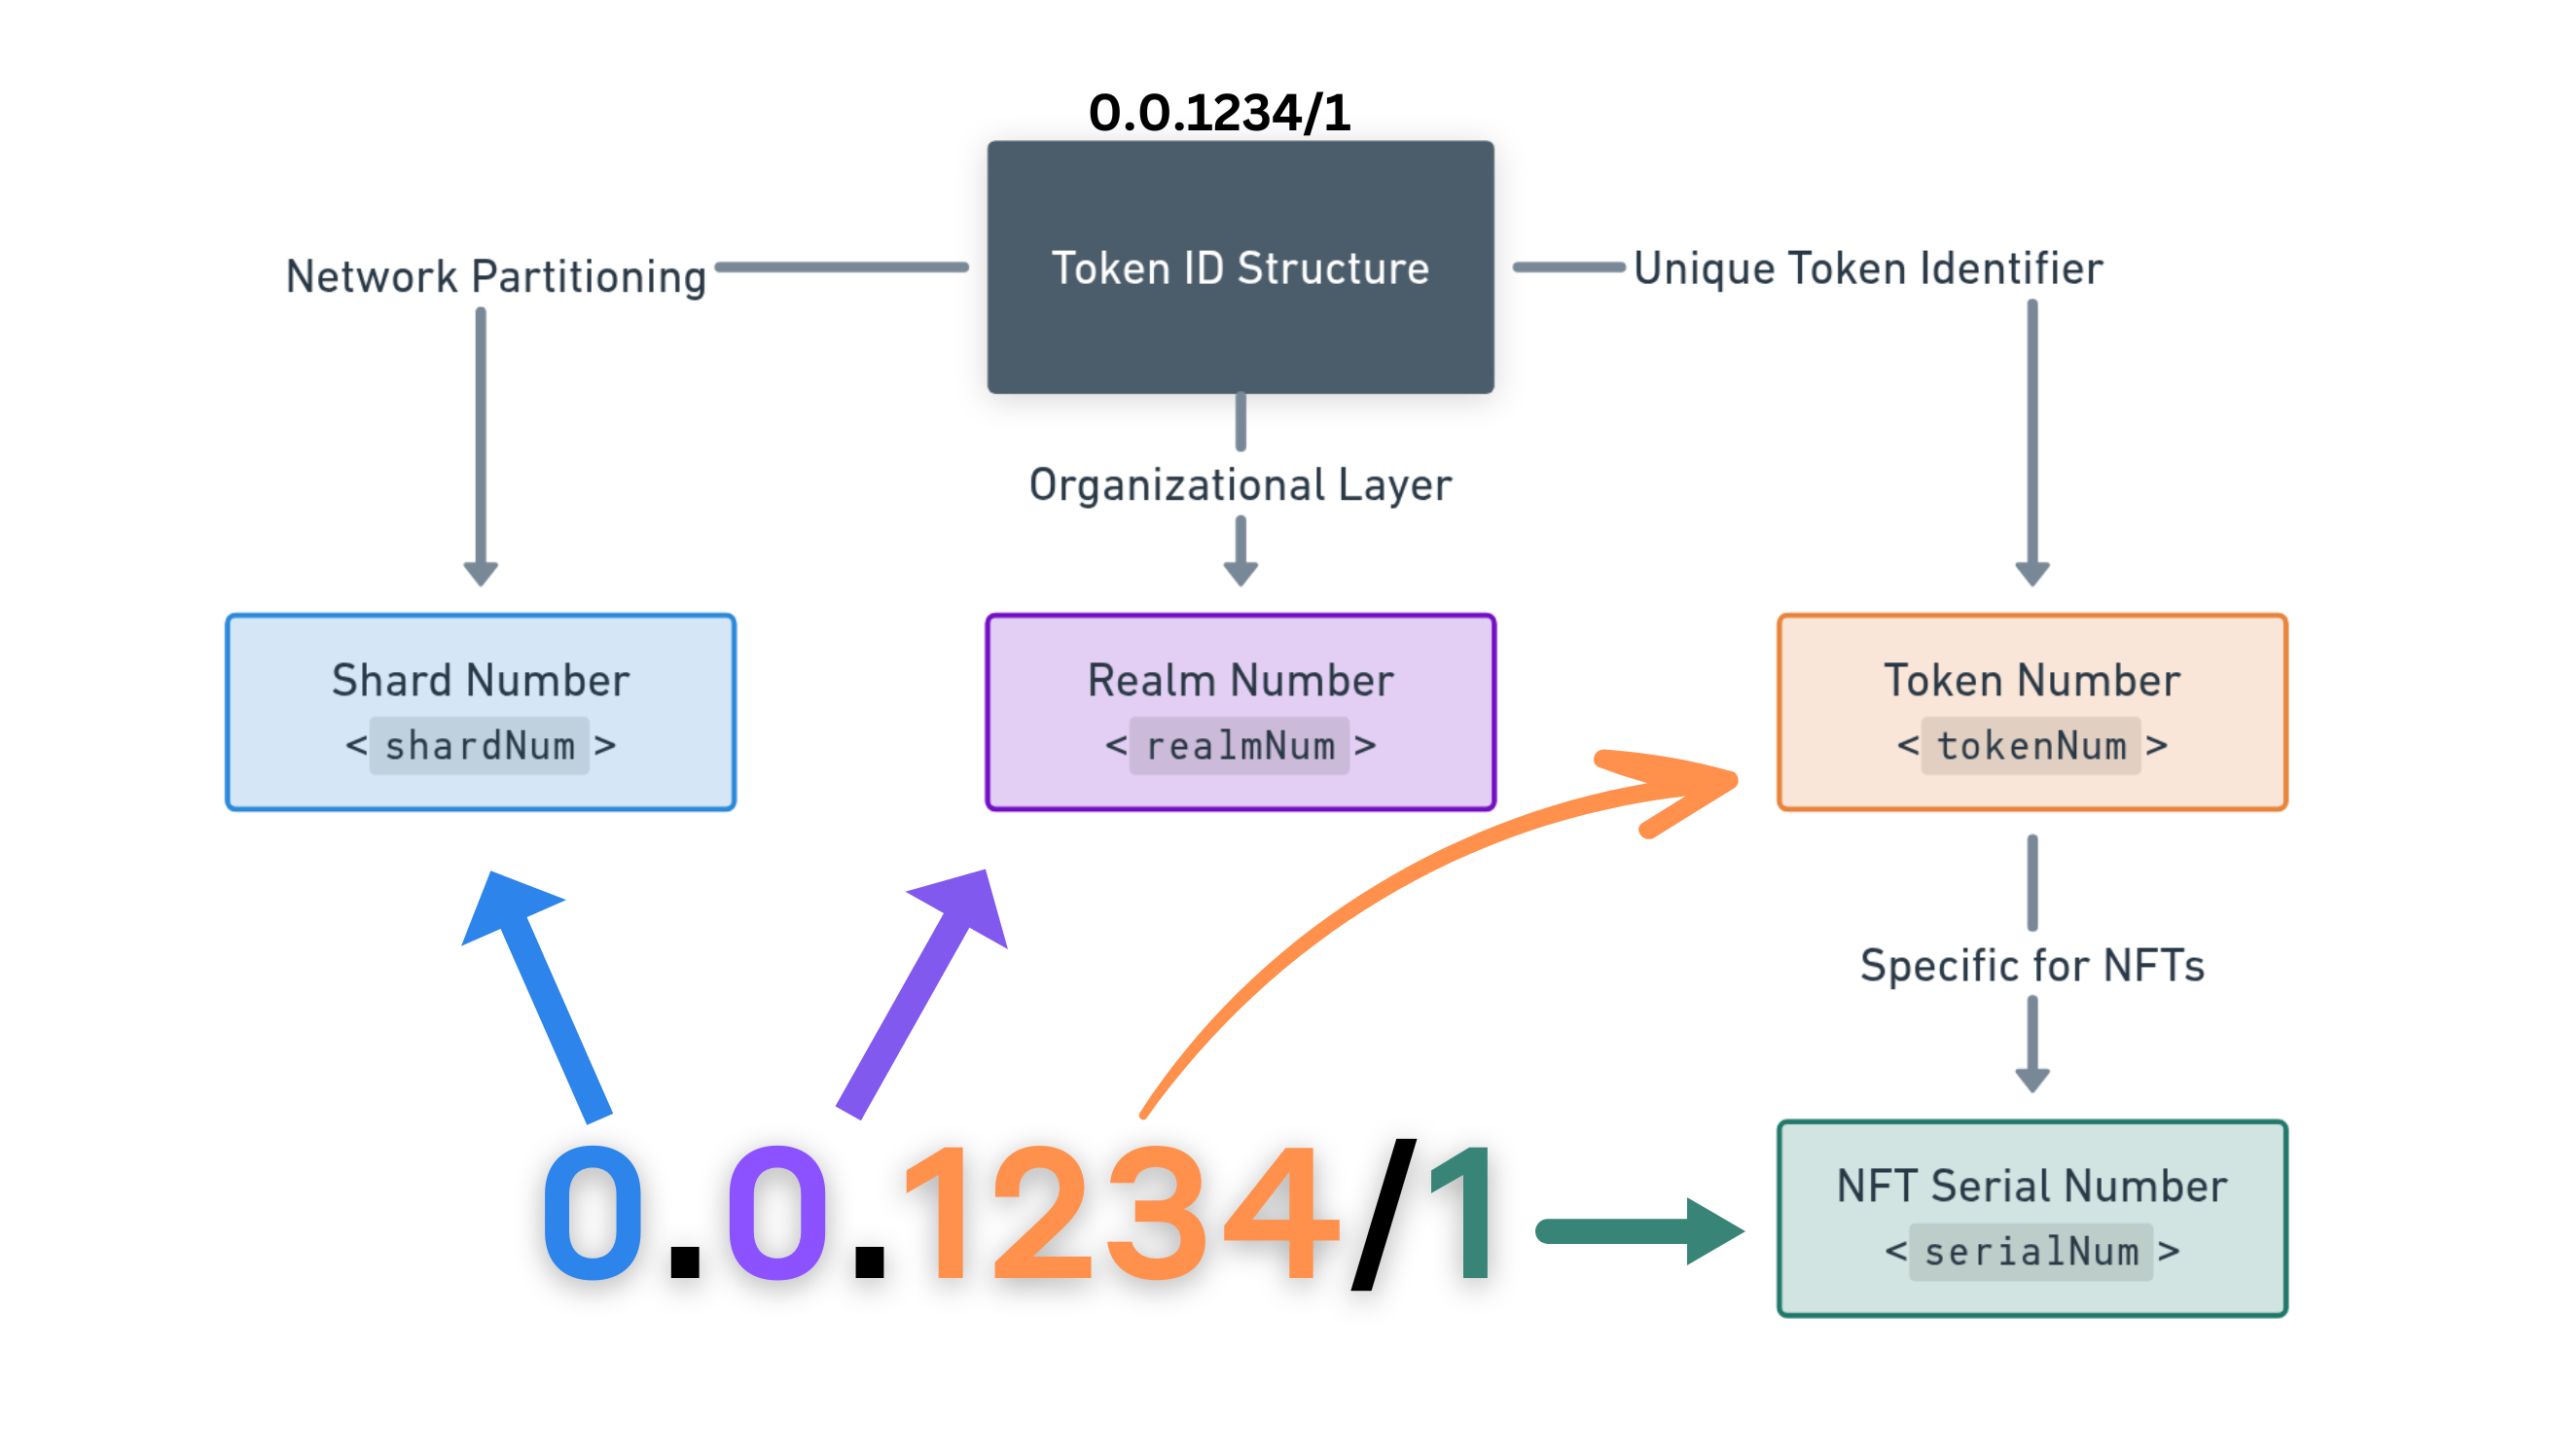 0.0.1234/1
Token ID Structure
Network Partitioning
Unique Token Identifier
Organizational Layer
Shard Number
< shardNum >
Realm Number
< realmNum >
Token Number
< tokenNum >
Specific for NFTs
0.0.1234/1
NFT Serial Number
< serialNum >